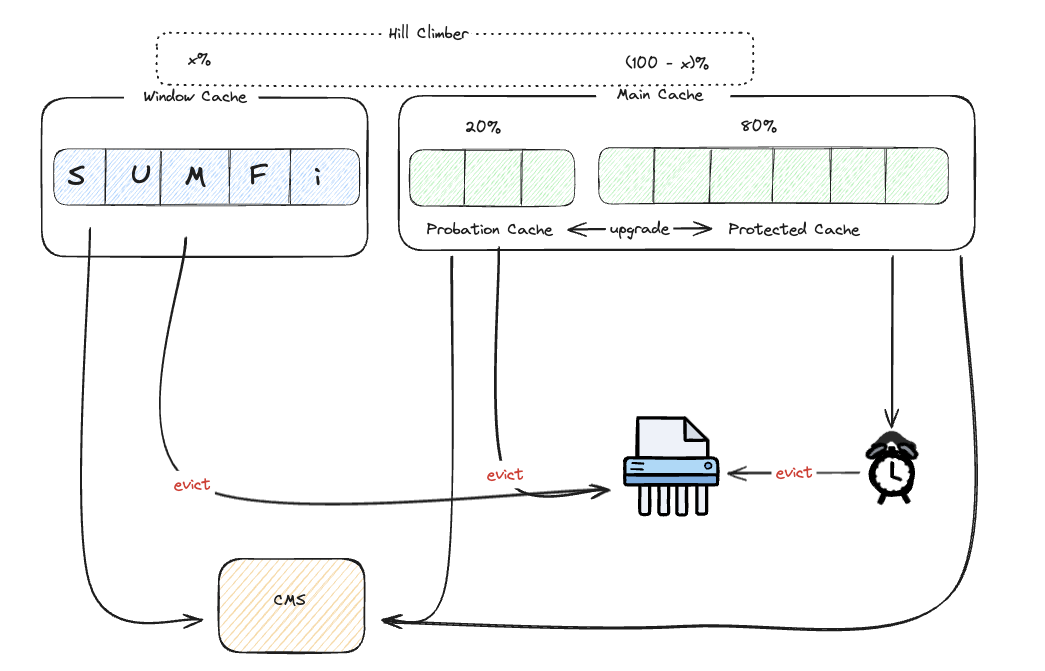 Hill Climber
x%
(100 - x)%
Window Cache
Main Cache
20%
80%
S U M F i
Probation Cache
upgrade
Protected Cache
evict
evict
evict
CMS